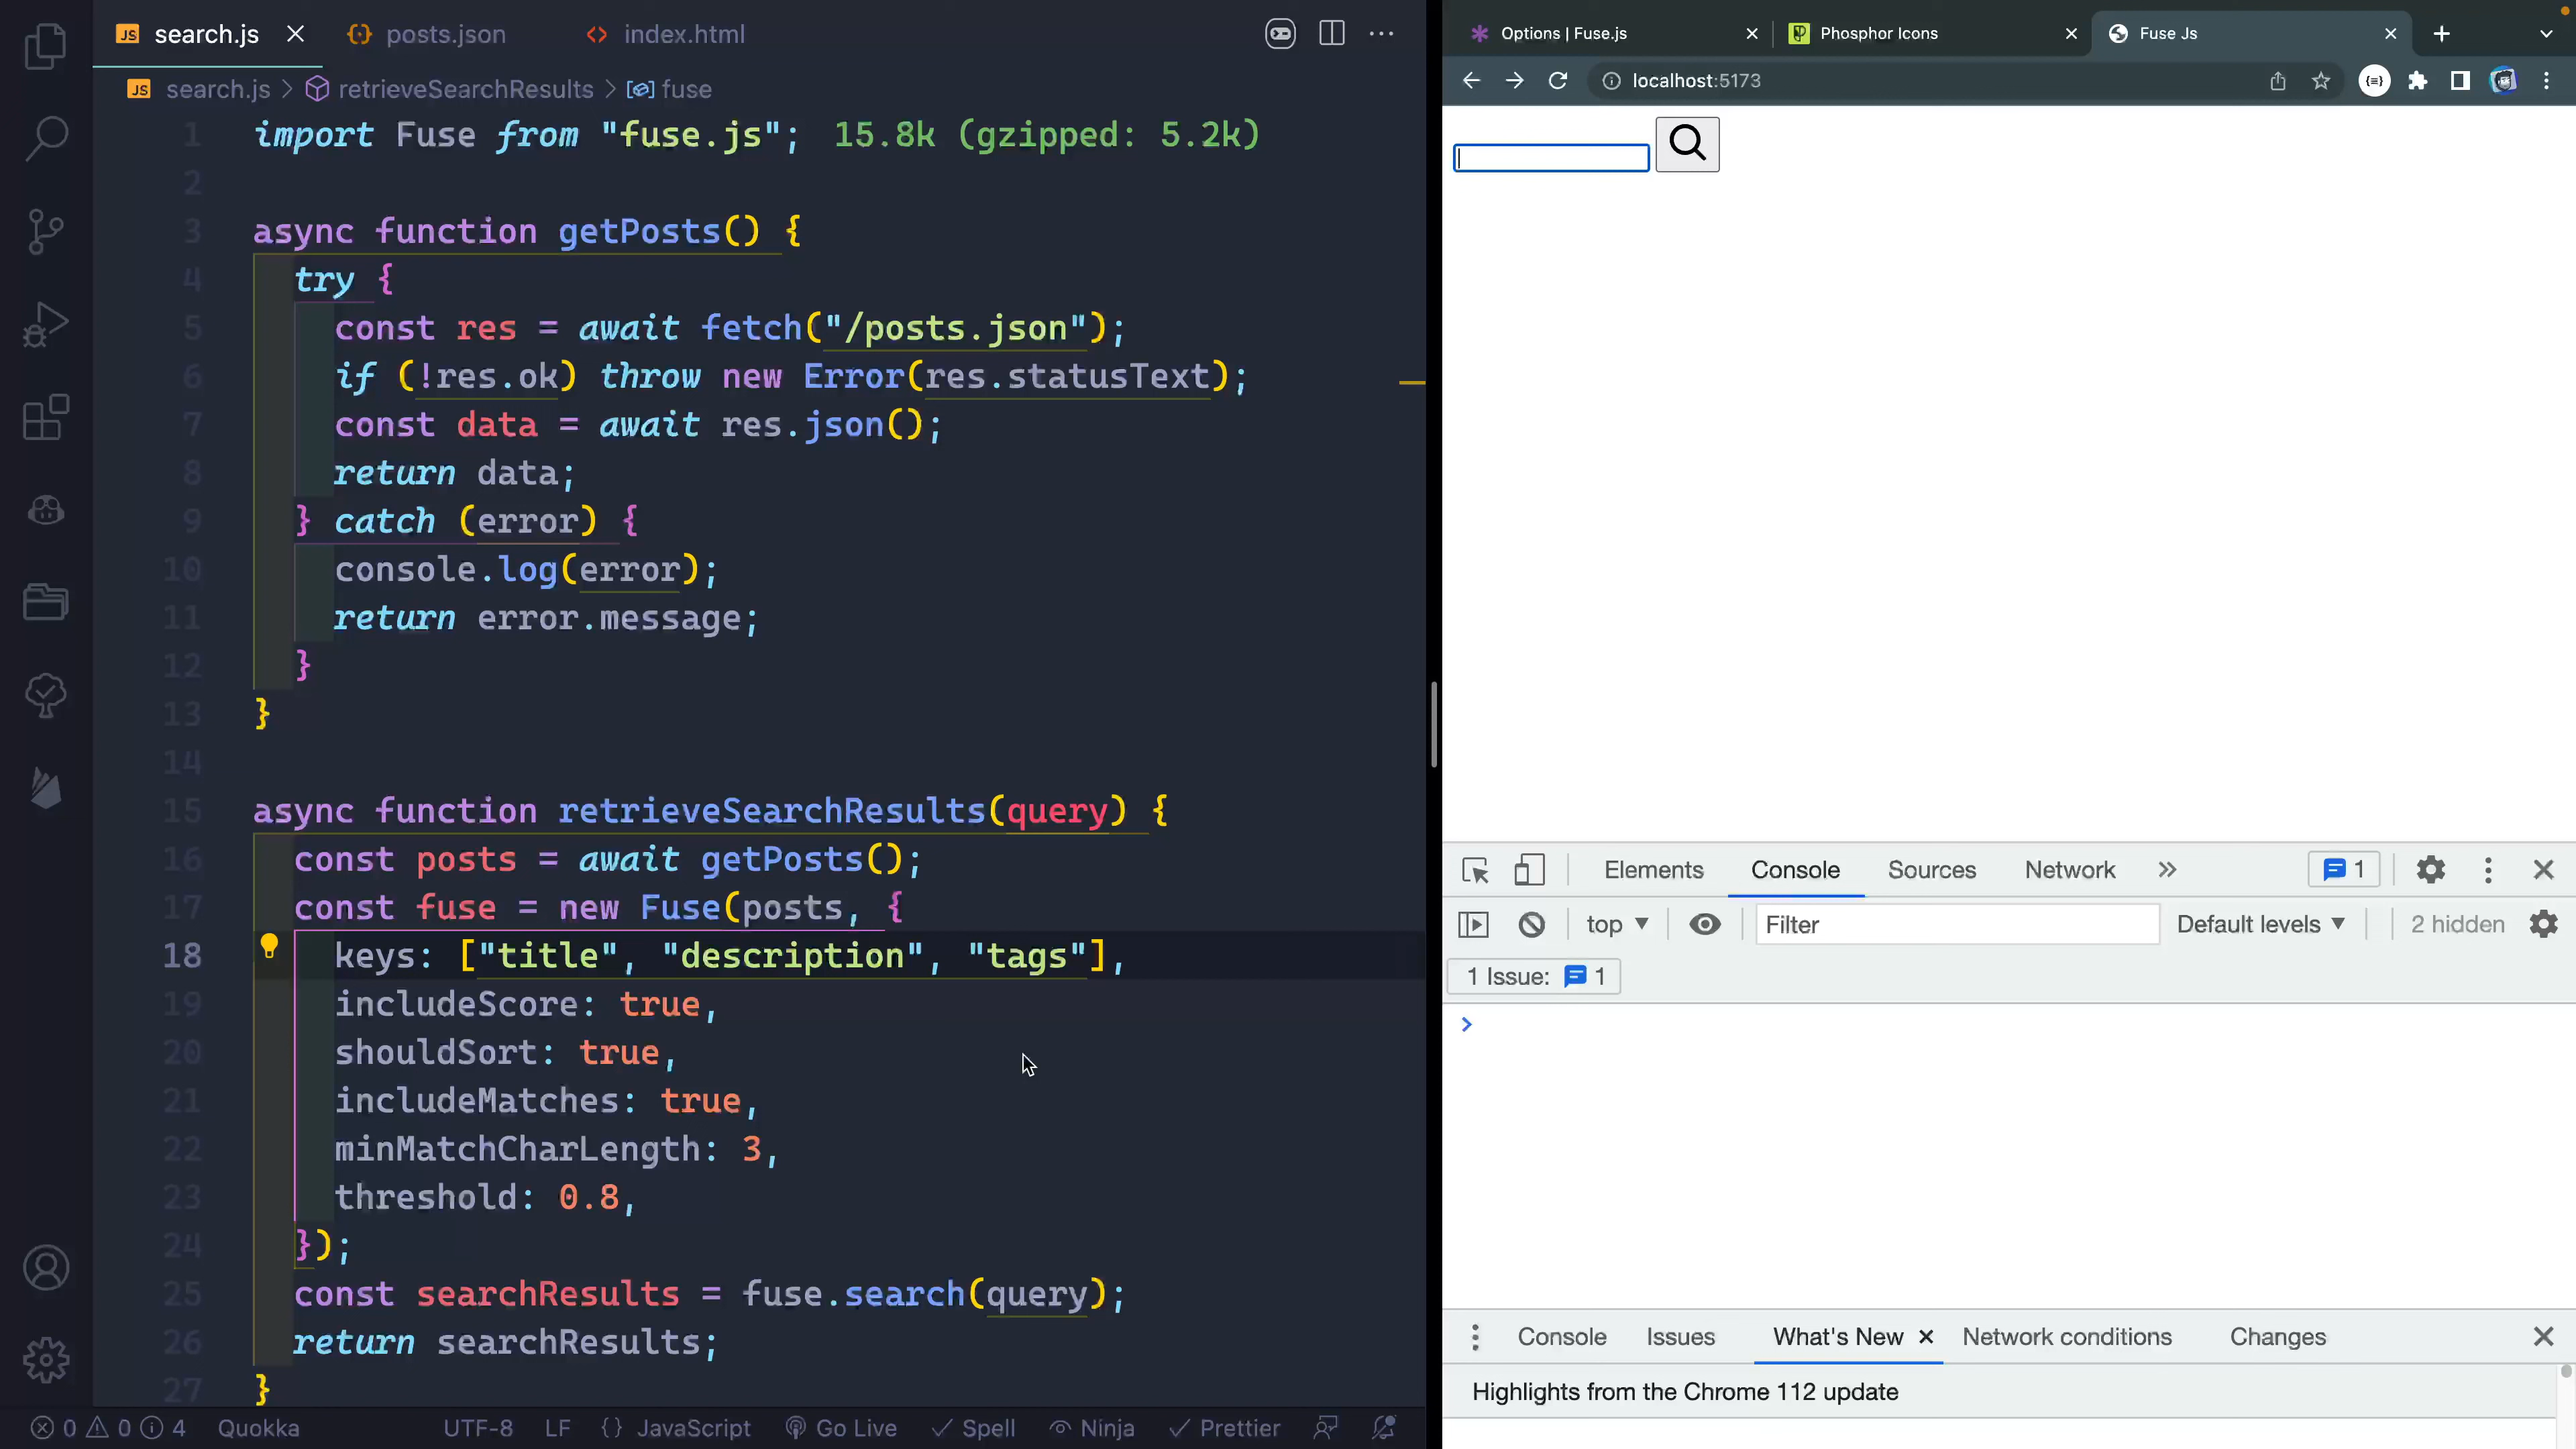 search.js
posts.json
index.html
search.js > retrieveSearchResults > fuse
1 import Fuse from "fuse.js"; 15.8k (gzipped: 5.2k)
2
3 async function getPosts() {
4 try {
5 const res = await fetch("/posts.json");
6 if (!res.ok) throw new Error(res.statusText);
7 const data = await res.json();
8 return data;
9 } catch (error) {
10 console.log(error);
11 return error.message;
12 }
13 }
14
15 async function retrieveSearchResults(query) {
16 const posts = await getPosts();
17 const fuse = new Fuse(posts, {
18 keys: ["title", "description", "tags"],
19 includeScore: true,
20 shouldSort: true,
21 includeMatches: true,
22 minMatchCharLength: 3,
23 threshold: 0.8,
24 });
25 const searchResults = fuse.search(query);
26 return searchResults;
27 }
0 0 4 Quokka UTF-8 LF {} JavaScript Go Live Spell Ninja Prettier
Options | Fuse.js
Phosphor Icons
Fuse Js
localhost:5173
Elements Console Sources Network 1
top Filter Default levels 2 hidden
1 Issue: 1
Console Issues What's New Network conditions Changes
Highlights from the Chrome 112 update